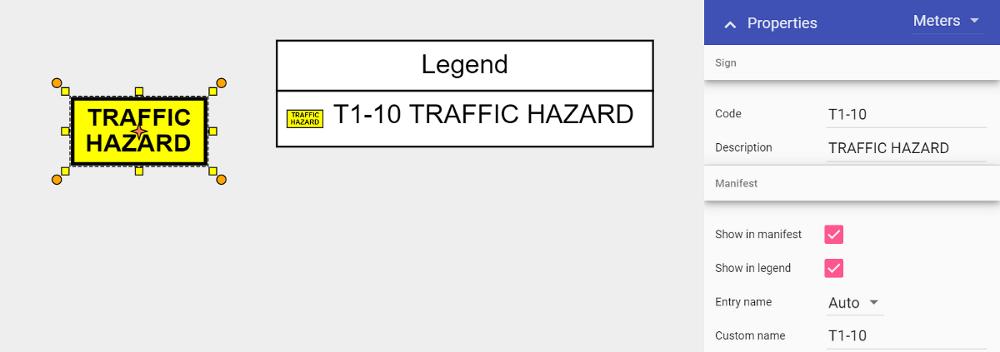 TRAFFIC
HAZARD
Legend
TRAFFIC
HAZARD
T1-10 TRAFFIC HAZARD
Properties
Meters
Sign
Code
T1-10
Description
TRAFFIC HAZARD
Manifest
Show in manifest
Show in legend
Entry name
Auto
Custom name
T1-10